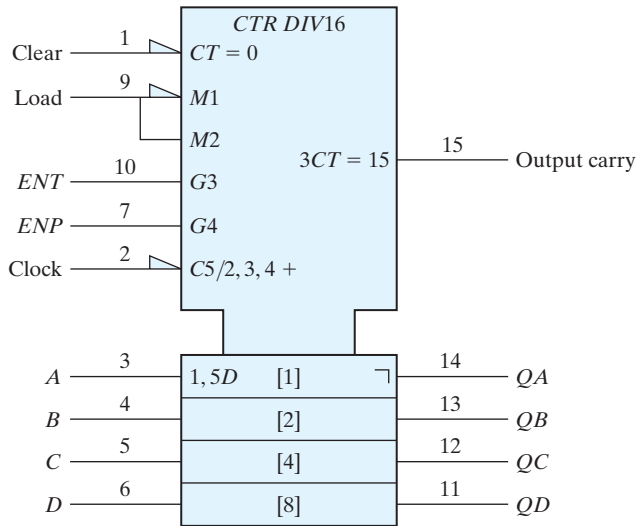 CTR DIV16
Clear 1 CT = 0
Load 9 M1
M2
3CT = 15 15 Output carry
ENT 10 G3
ENP 7 G4
Clock 2 C5/2, 3, 4 +
A 3 1, 5D [1] 14 QA
B 4 [2] 13 QB
C 5 [4] 12 QC
D 6 [8] 11 QD